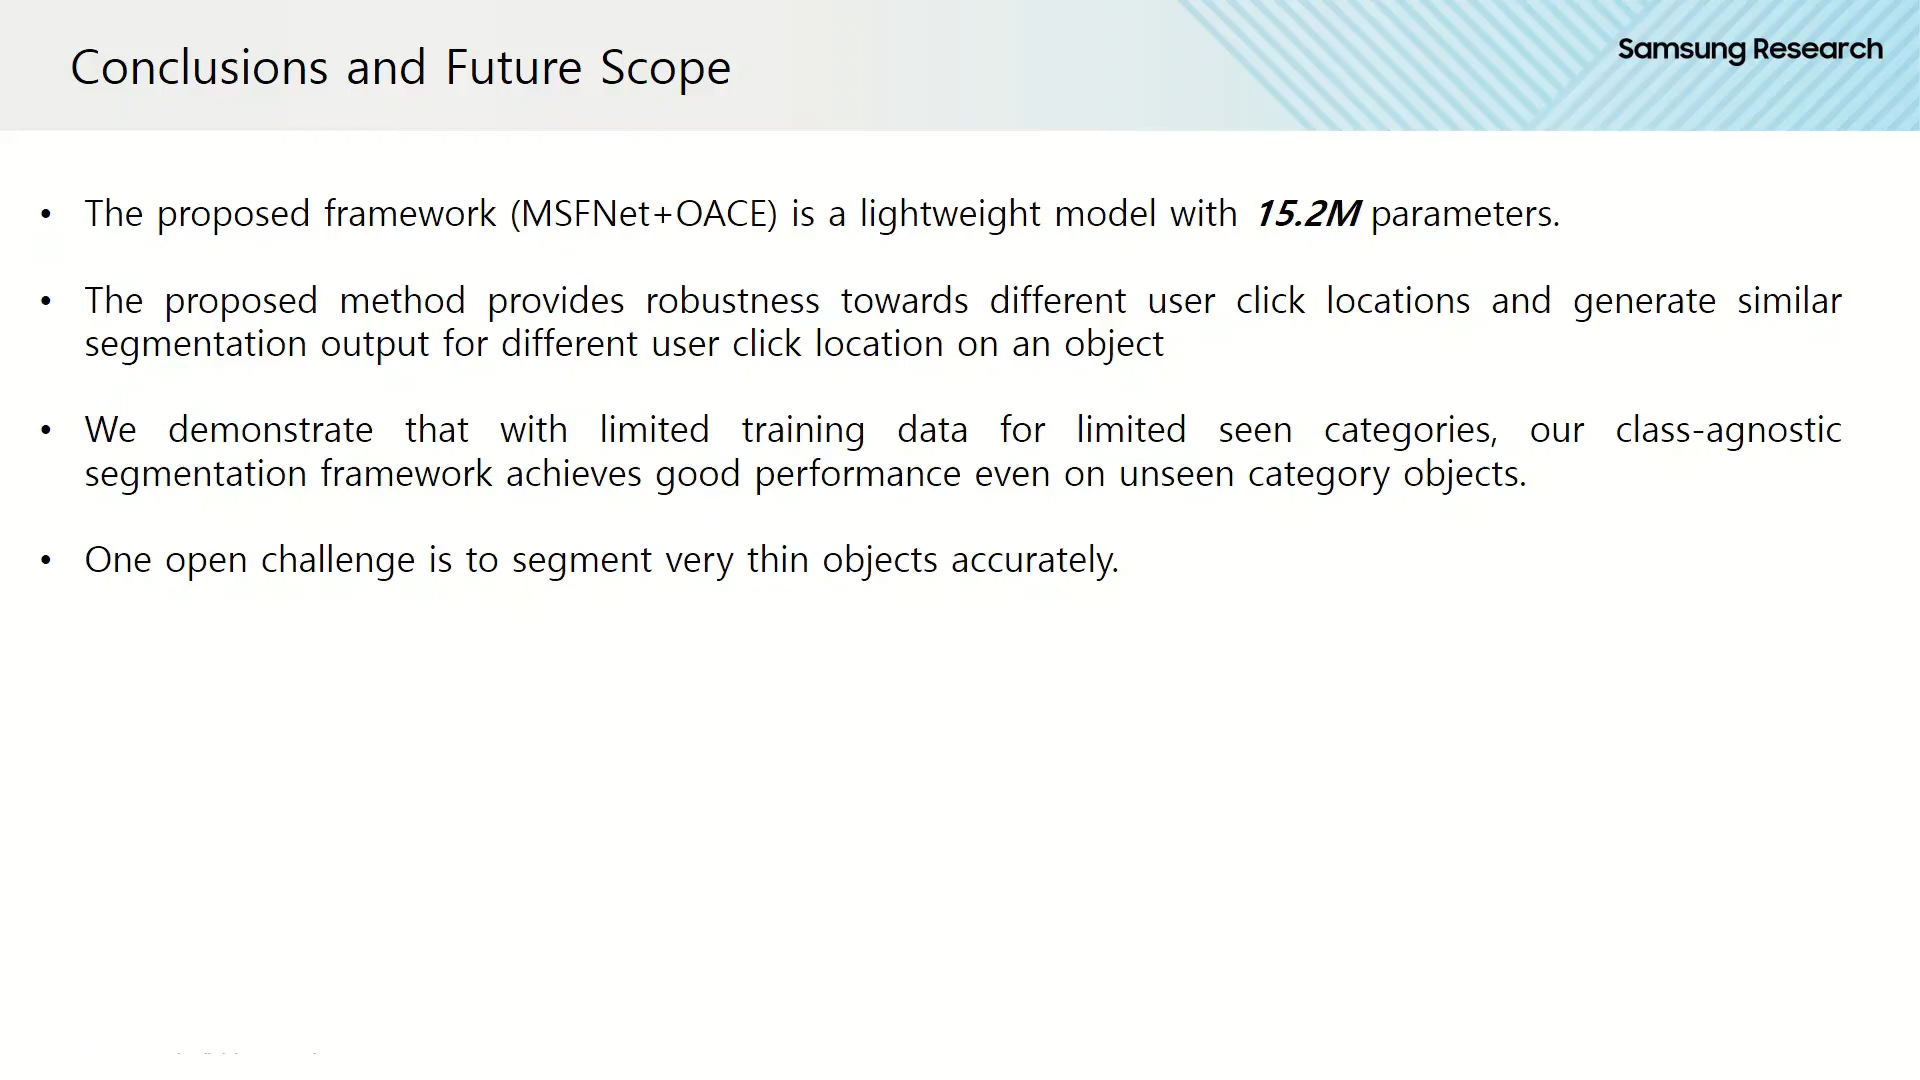 Conclusions and Future Scope
Samsung Research
• The proposed framework (MSFNet+OACE) is a lightweight model with 15.2M parameters.
• The proposed method provides robustness towards different user click locations and generate similar
segmentation output for different user click location on an object
• We demonstrate that with limited training data for limited seen categories, our class-agnostic
segmentation framework achieves good performance even on unseen category objects.
• One open challenge is to segment very thin objects accurately.